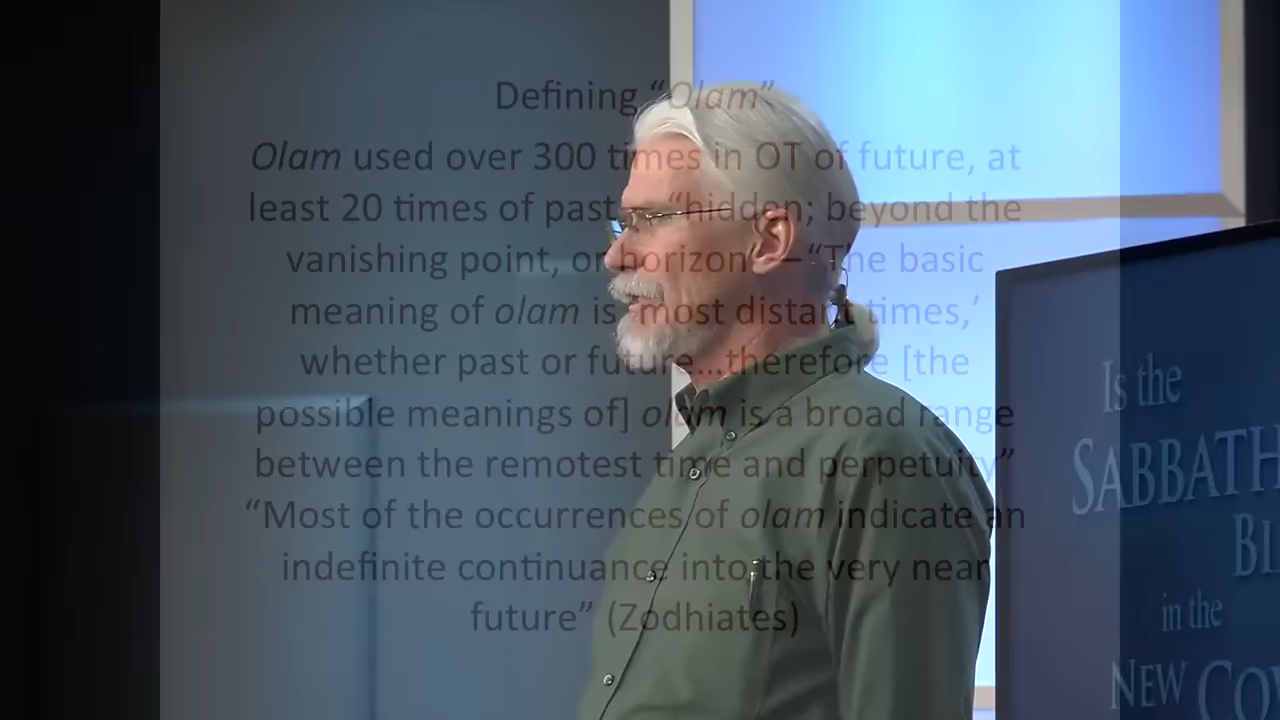 Defining “Olam”
Olam used over 300 times in OT of future, at
least 20 times of past “hidden; beyond the
vanishing point, or horizon” – “The basic
meaning of olam is ‘most distant times,’
whether past or future...therefore [the
possible meanings of] olam is a broad range
between the remotest time and perpetuity”
“Most of the occurrences of olam indicate an
indefinite continuance into the very near
future” (Zodhiates)
Is the
SABBATH
in the
NEW